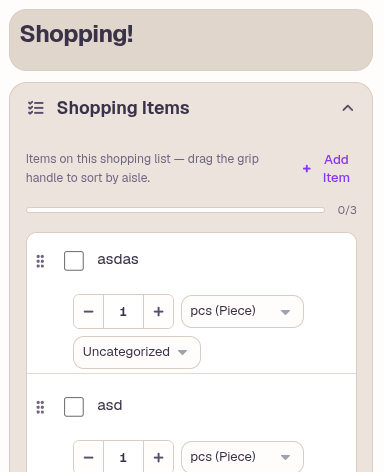 Shopping!
Shopping Items
Items on this shopping list — drag the grip
handle to sort by aisle.
+ Add
Item
0/3
asdas
− 1 + pcs (Piece)
Uncategorized
asd
− 1 + pcs (Piece)